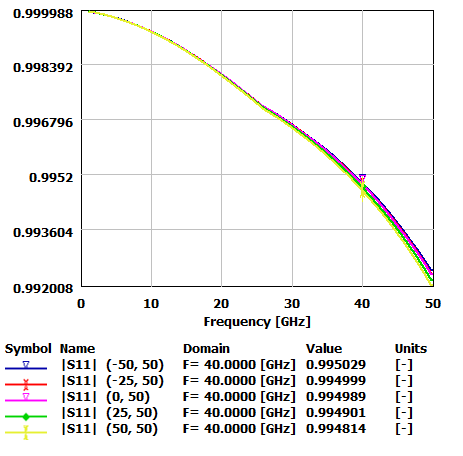 0.999988
0.998392
0.996796
0.9952
0.993604
0.992008
0 10 20 30 40 50
Frequency [GHz]
Symbol Name Domain Value Units
|S11| (-50, 50) F= 40.0000 [GHz] 0.995029 [-]
|S11| (-25, 50) F= 40.0000 [GHz] 0.994999 [-]
|S11| (0, 50) F= 40.0000 [GHz] 0.994989 [-]
|S11| (25, 50) F= 40.0000 [GHz] 0.994901 [-]
|S11| (50, 50) F= 40.0000 [GHz] 0.994814 [-]